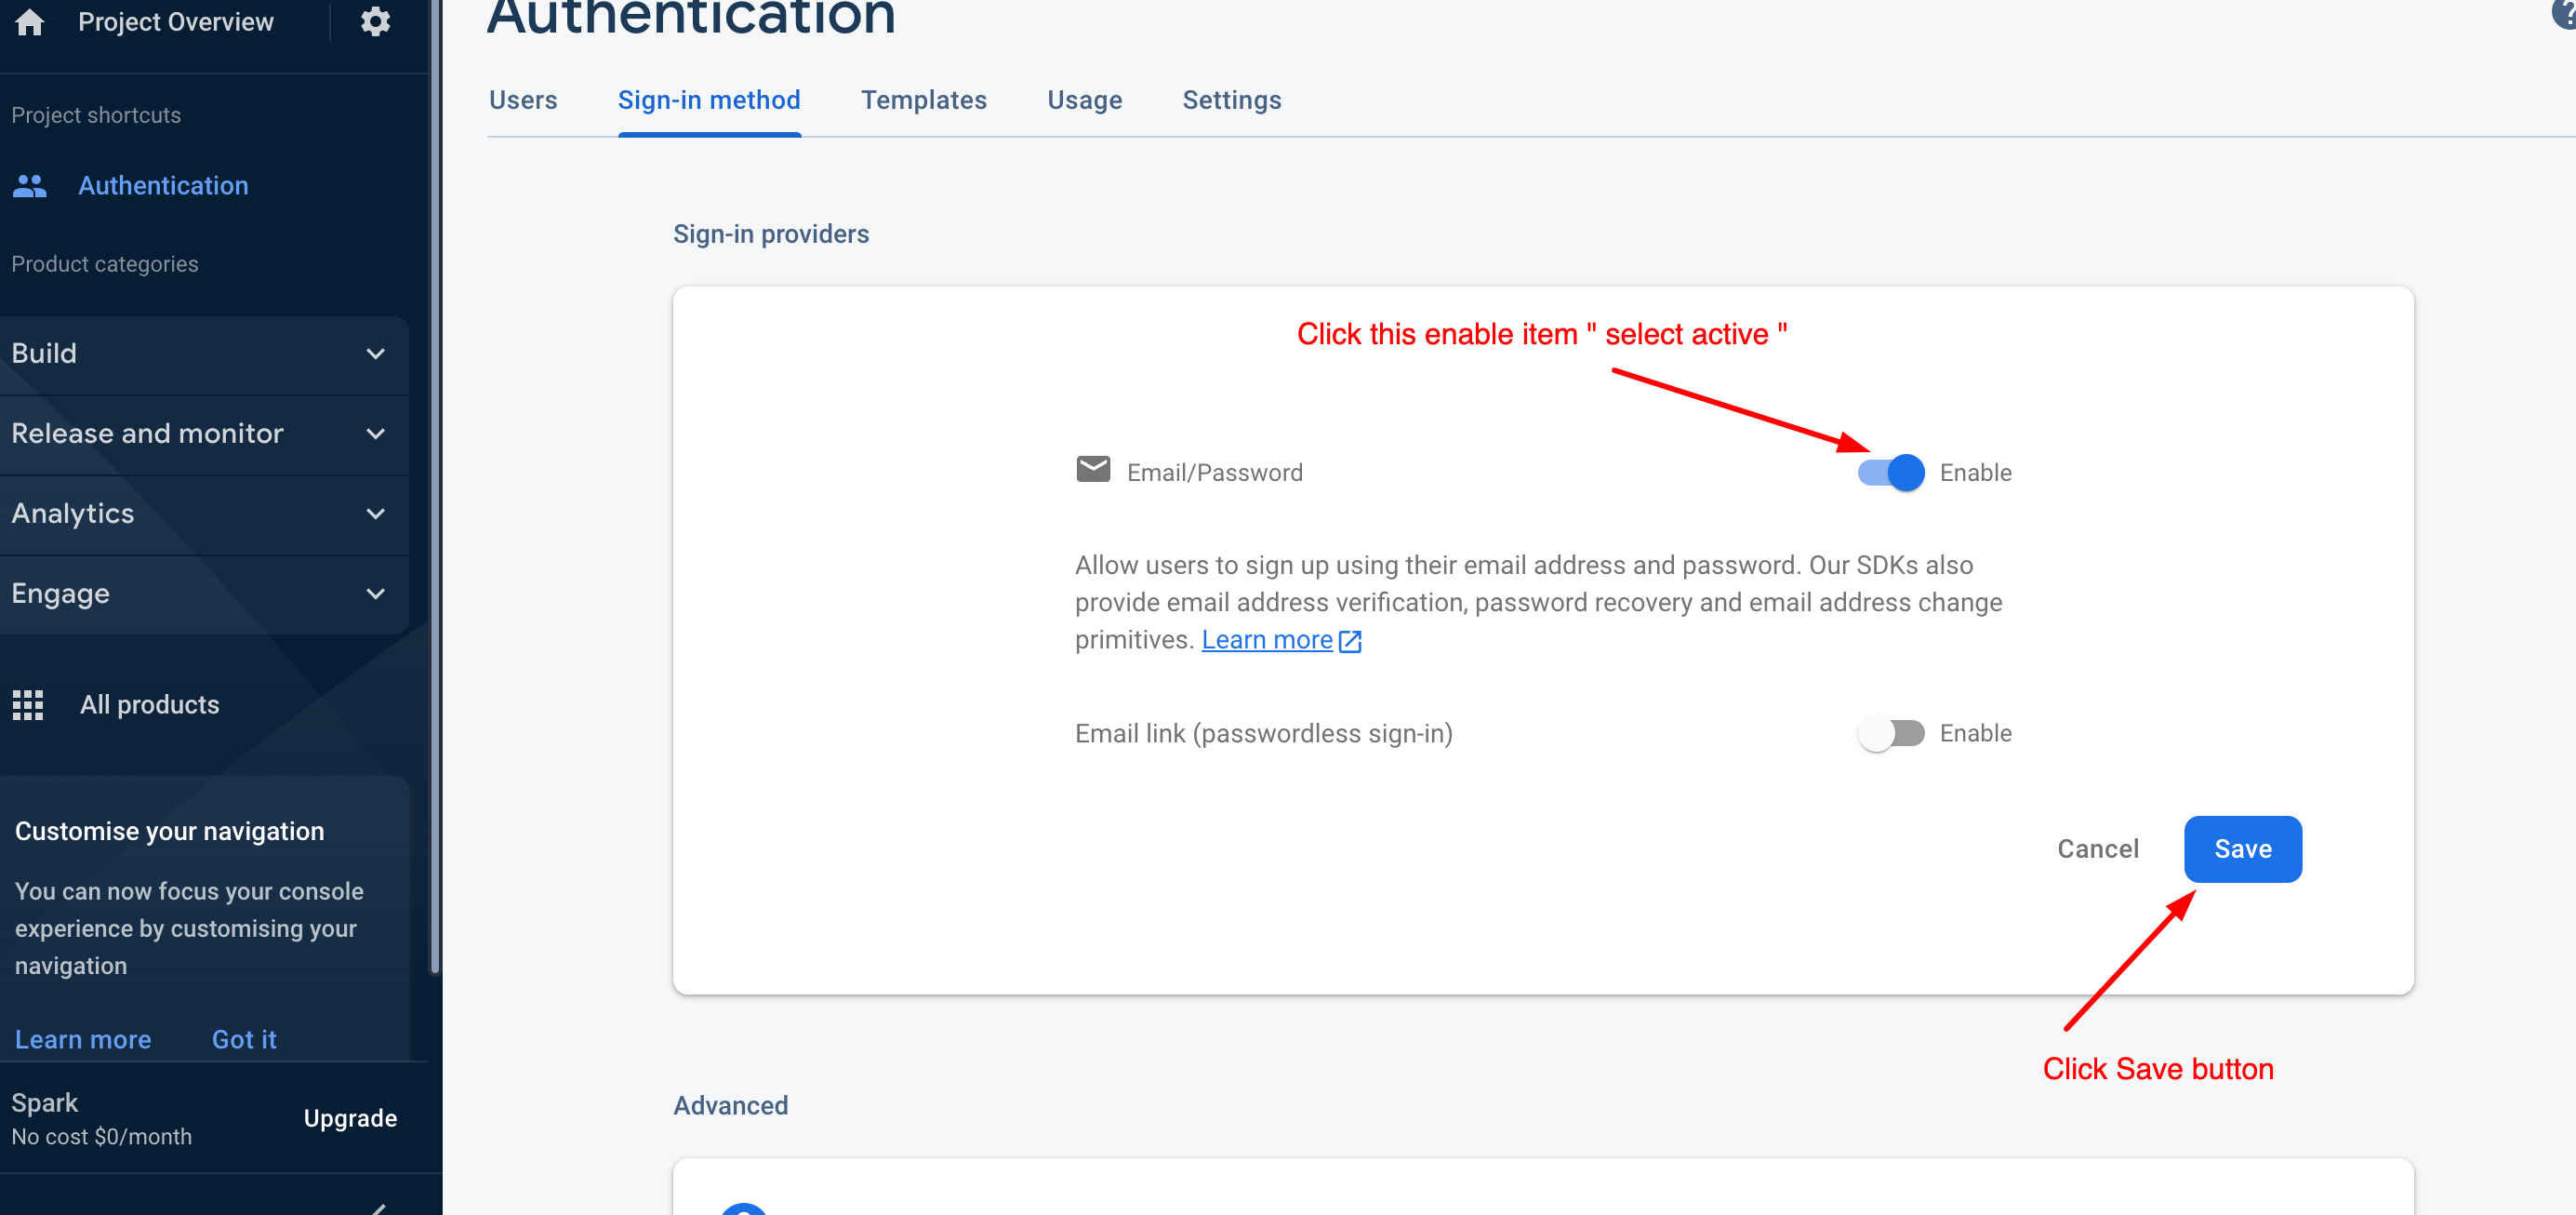 Project Overview
Project shortcuts
Authentication
Product categories
Build
Release and monitor
Analytics
Engage
All products
Customise your navigation
You can now focus your console
experience by customising your
navigation
Learn more Got it
Spark
No cost $0/month
Upgrade
Authentication
?
Users Sign-in method Templates Usage Settings
Sign-in providers
Click this enable item " select active "
Email/Password Enable
Allow users to sign up using their email address and password. Our SDKs also
provide email address verification, password recovery and email address change
primitives. Learn more
Email link (passwordless sign-in) Enable
Cancel Save
Click Save button
Advanced